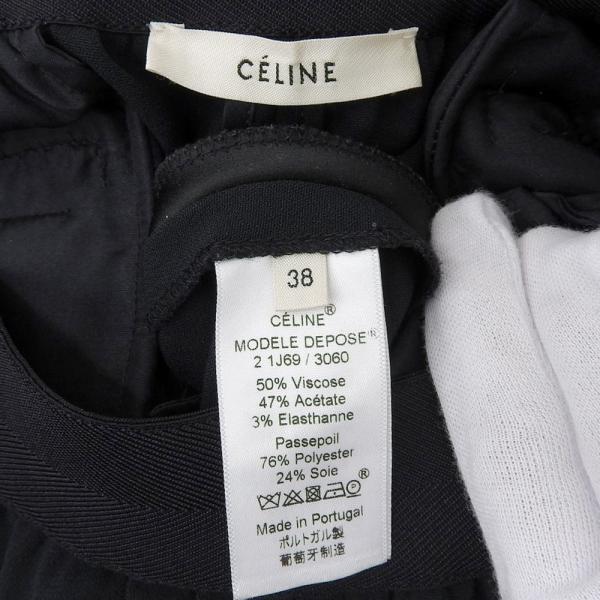 CÉLINE
38
CÉLINE®
MODELE DEPOSE®
2 1J69 / 3060
50% Viscose
47% Acétate
3% Elasthanne
Passepoil
76% Polyester
24% Soie
Made in Portugal
ポルトガル製
葡萄牙制造